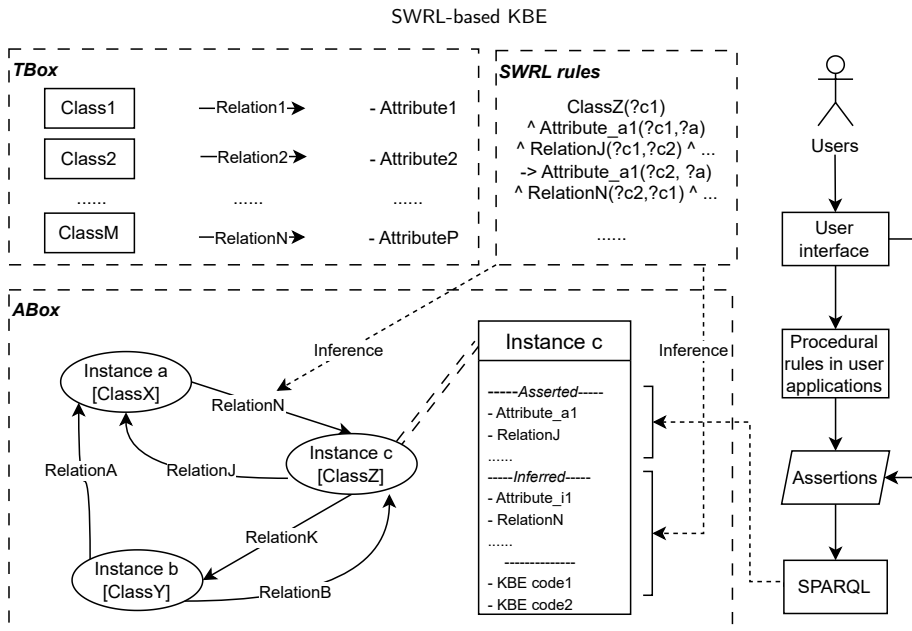 SWRL-based KBE
TBox
Class1
Relation1
- Attribute1
Class2
Relation2
- Attribute2
......
......
......
ClassM
RelationN
- AttributeP
SWRL rules
ClassZ(?c1)
^ Attribute_a1(?c1,?a)
^ RelationJ(?c1,?c2) ^ ...
-> Attribute_a1(?c2, ?a)
^ RelationN(?c2,?c1) ^ ...
......
Users
User
interface
Procedural
rules in user
applications
Assertions
SPARQL
ABox
Inference
Inference
Instance a
[ClassX]
RelationN
RelationA
RelationJ
Instance c
[ClassZ]
RelationK
Instance b
[ClassY]
RelationB
Instance c
------Asserted-----
- Attribute_a1
- RelationJ
......
-----Inferred-----
- Attribute_i1
- RelationN
......
---------------
- KBE code1
- KBE code2